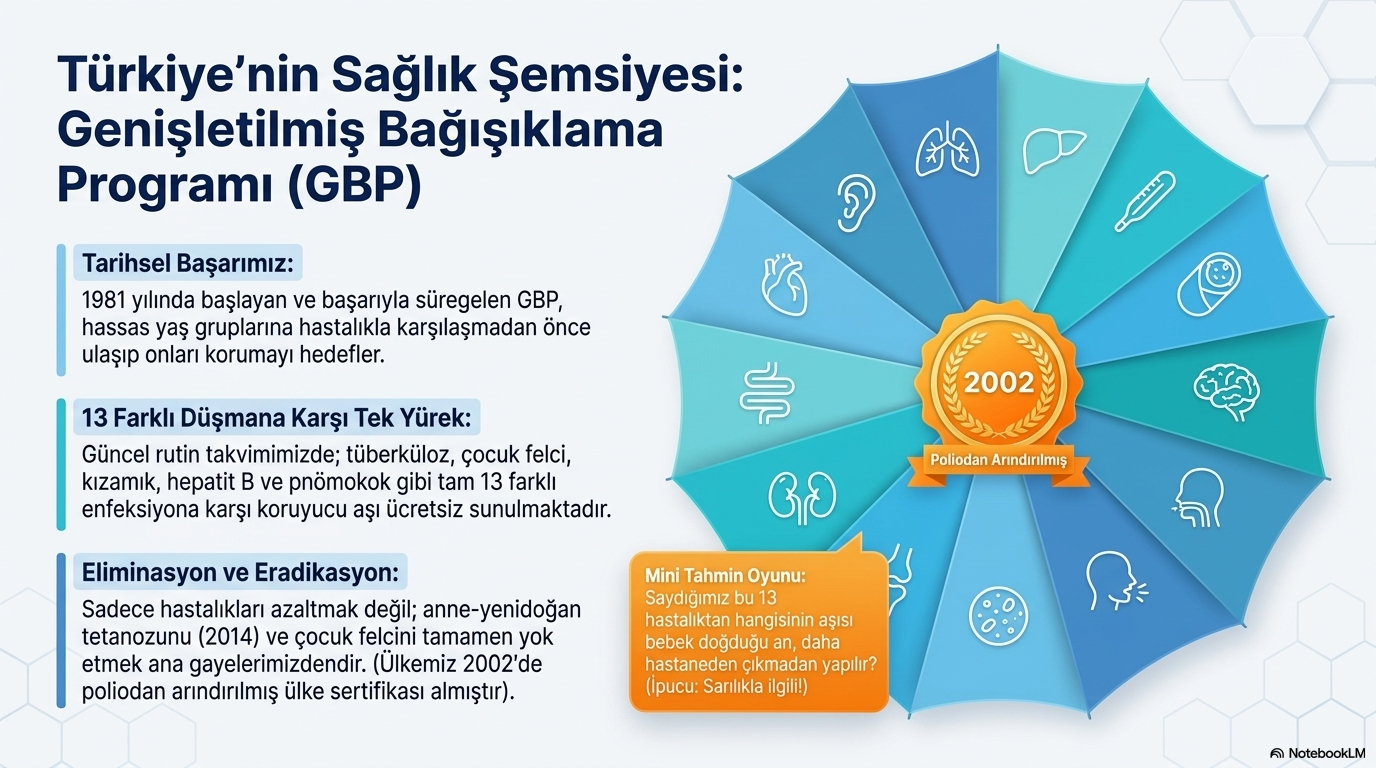 Türkiye’nin Sağlık Şemsiyesi:
Genişletilmiş Bağışıklama
Programı (GBP)
Tarihsel Başarımız:
1981 yılında başlayan ve başarıyla süregelen GBP,
hassas yaş gruplarına hastalıkla karşılaşmadan önce
ulaşıp onları korumayı hedefler.
13 Farklı Düşmana Karşı Tek Yürek:
Güncel rutin takvimimizde; tüberküloz, çocuk felci,
kızamık, hepatit B ve pnömokok gibi tam 13 farklı
enfeksiyona karşı koruyucu aşı ücretsiz sunulmaktadır.
Eliminasyon ve Eradikasyon:
Sadece hastalıkları azaltmak değil; anne-yenidoğan
tetanozunu (2014) ve çocuk felcini tamamen yok
etmek ana gayelerimizdendir. (Ülkemiz 2002’de
poliodan arındırılmış ülke sertifikası almıştır).
2002
Poliodan Arındırılmış
Mini Tahmin Oyunu:
Saydığımız bu 13
hastalıktan hangisinin aşısı
bebek doğduğu an, daha
hastaneden çıkmadan yapılır?
(İpucu: Sarılıkla ilgili!)
NotebookLM